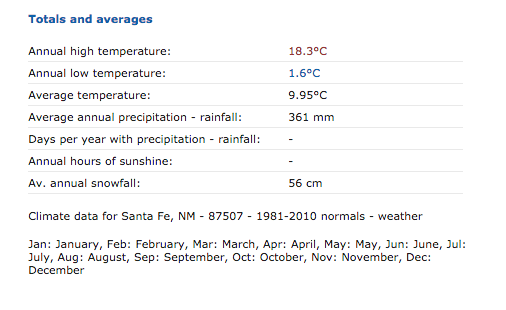 Totals and averages
Annual high temperature: 18.3ºC
Annual low temperature: 1.6ºC
Average temperature: 9.95ºC
Average annual precipitation - rainfall: 361 mm
Days per year with precipitation - rainfall: -
Annual hours of sunshine: -
Av. annual snowfall: 56 cm
Climate data for Santa Fe, NM - 87507 - 1981-2010 normals - weather
Jan: January, Feb: February, Mar: March, Apr: April, May: May, Jun: June, Jul:
July, Aug: August, Sep: September, Oct: October, Nov: November, Dec:
December